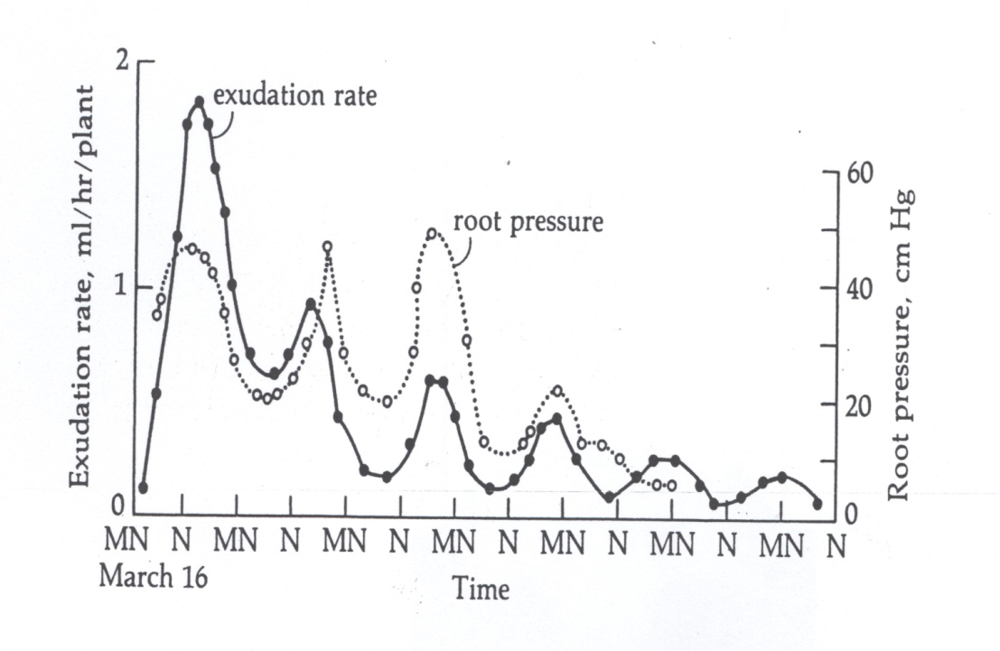 2
exudation rate
Exudation rate, ml/hr/plant
60
root pressure
1
40
Root pressure, cm Hg
20
0
0
MN N MN N MN N MN N MN N MN N MN N
March 16
Time